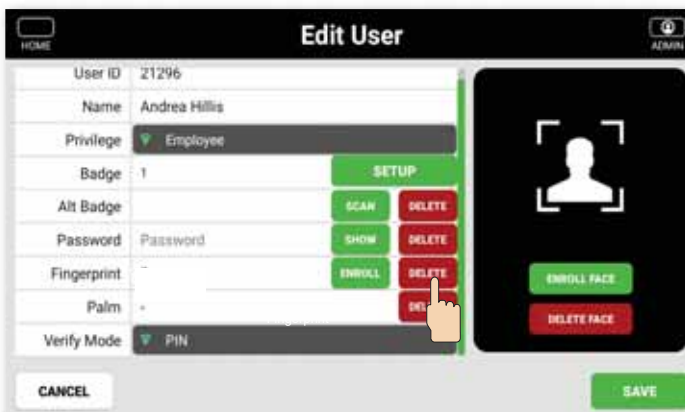 HOME
Edit User
ADMIN
User ID 21296
Name Andrea Hillis
Privilege Employee
Badge 1 SETUP
Alt Badge SCAN DELETE
Password Password SHOW DELETE
Fingerprint - ENROLL DELETE
Palm -
Verify Mode PIN
ENROLL FACE
DELETE FACE
CANCEL
SAVE